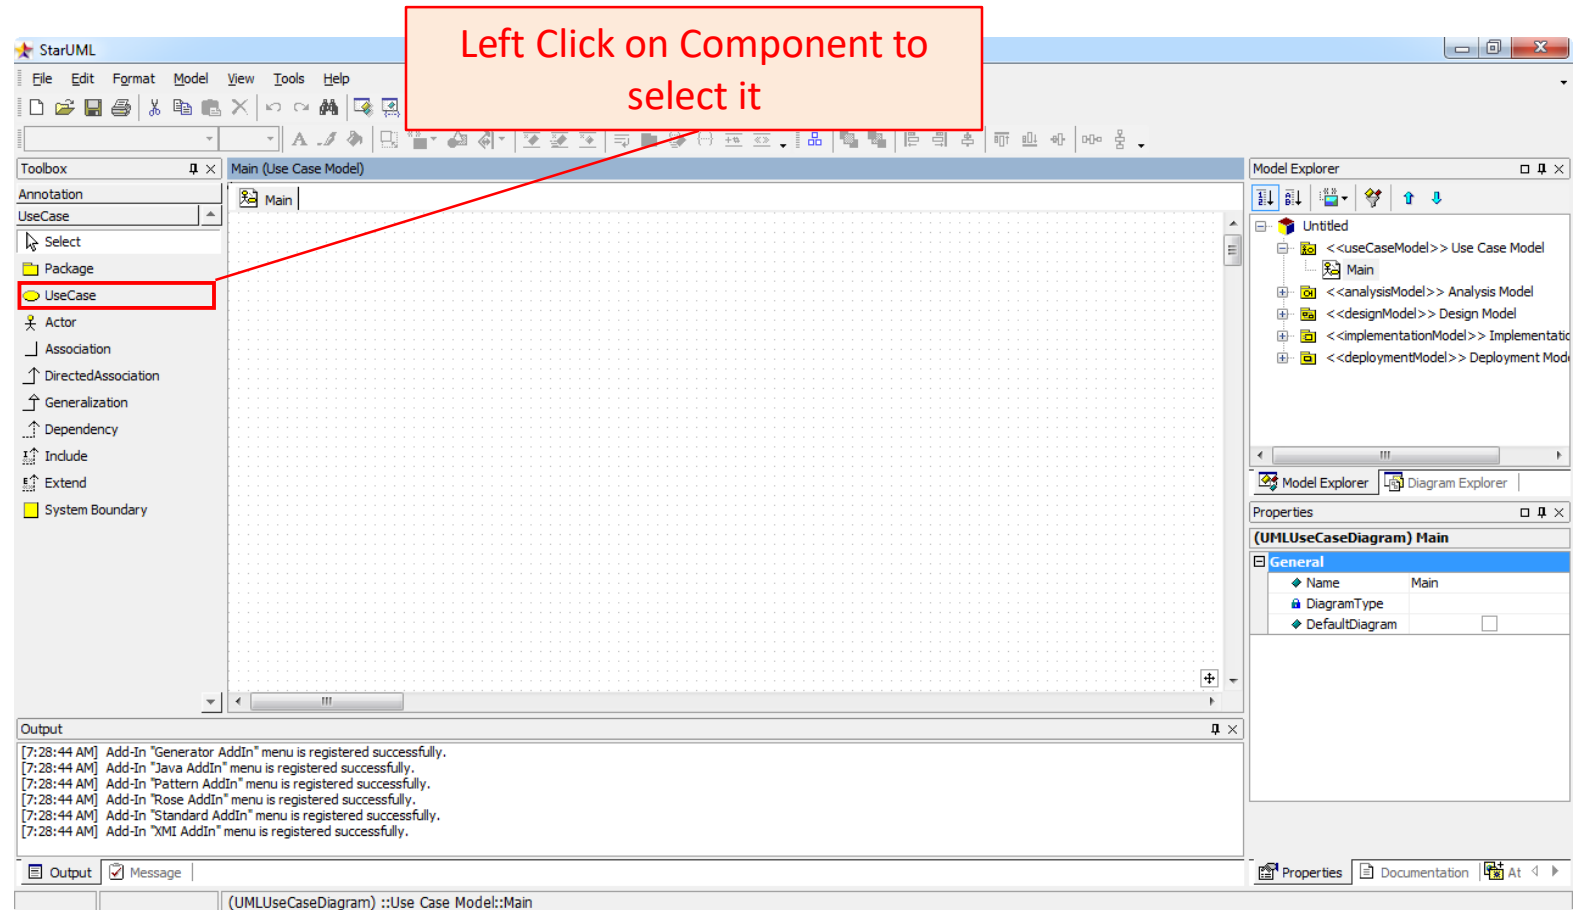 Left Click on Component to
select it
StarUML
File Edit Format Model View Tools Help
Toolbox
Annotation
UseCase
Select
Package
UseCase
Actor
Association
DirectedAssociation
Generalization
Dependency
Include
Extend
System Boundary
Main (Use Case Model)
Main
Model Explorer
Untitled
<<useCaseModel>> Use Case Model
Main
<<analysisModel>> Analysis Model
<<designModel>> Design Model
<<implementationModel>> Implementatio
<<deploymentModel>> Deployment Mod
Model Explorer Diagram Explorer
Properties
(UMLUseCaseDiagram) Main
General
Name Main
DiagramType
DefaultDiagram
Output
[7:28:44 AM] Add-In "Generator AddIn" menu is registered successfully.
[7:28:44 AM] Add-In "Java AddIn" menu is registered successfully.
[7:28:44 AM] Add-In "Pattern AddIn" menu is registered successfully.
[7:28:44 AM] Add-In "Rose AddIn" menu is registered successfully.
[7:28:44 AM] Add-In "Standard AddIn" menu is registered successfully.
[7:28:44 AM] Add-In "XMI AddIn" menu is registered successfully.
Output Message
Properties Documentation At
(UMLUseCaseDiagram) ::Use Case Model::Main